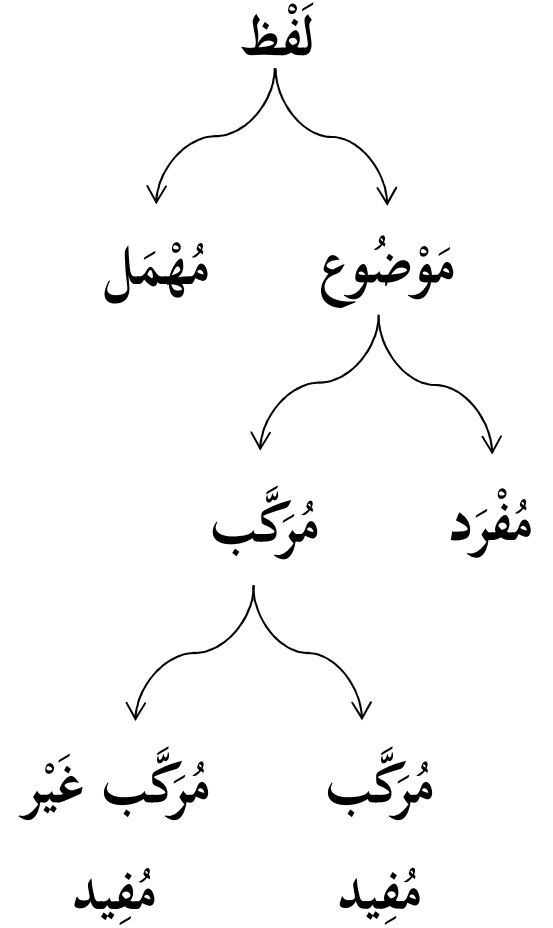 لَفْظ
مَوْضُوع
مُهْمَل
مُفْرَد
مُرَكَّب
مُرَكَّب
مُفِيد
مُرَكَّب غَيْر
مُفِيد